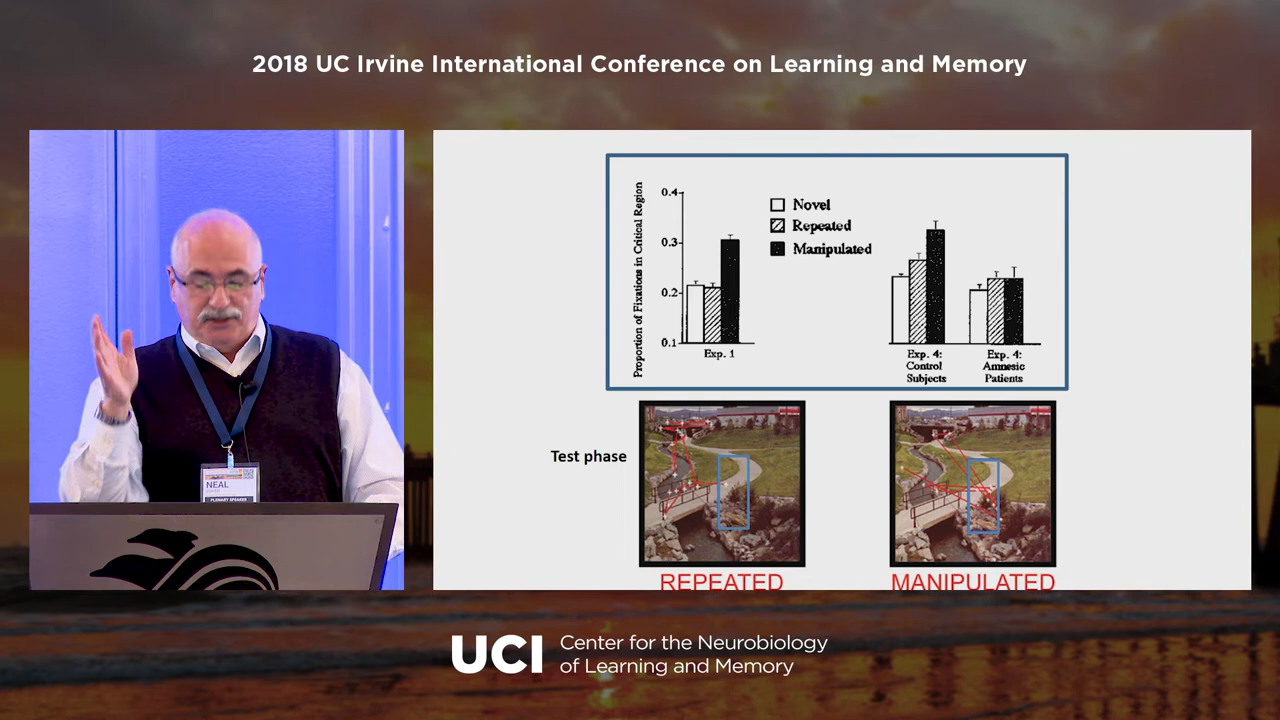 2018 UC Irvine International Conference on Learning and Memory
NEAL
PLENARY SPEAKER
Proportion of Fixations in Critical Region
0.4
0.3
0.2
0.1
Novel
Repeated
Manipulated
Exp. 1
Exp. 4:
Control
Subjects
Exp. 4:
Amnesic
Patients
Test phase
REPEATED
MANIPULATED
UCI
Center for the Neurobiology
of Learning and Memory